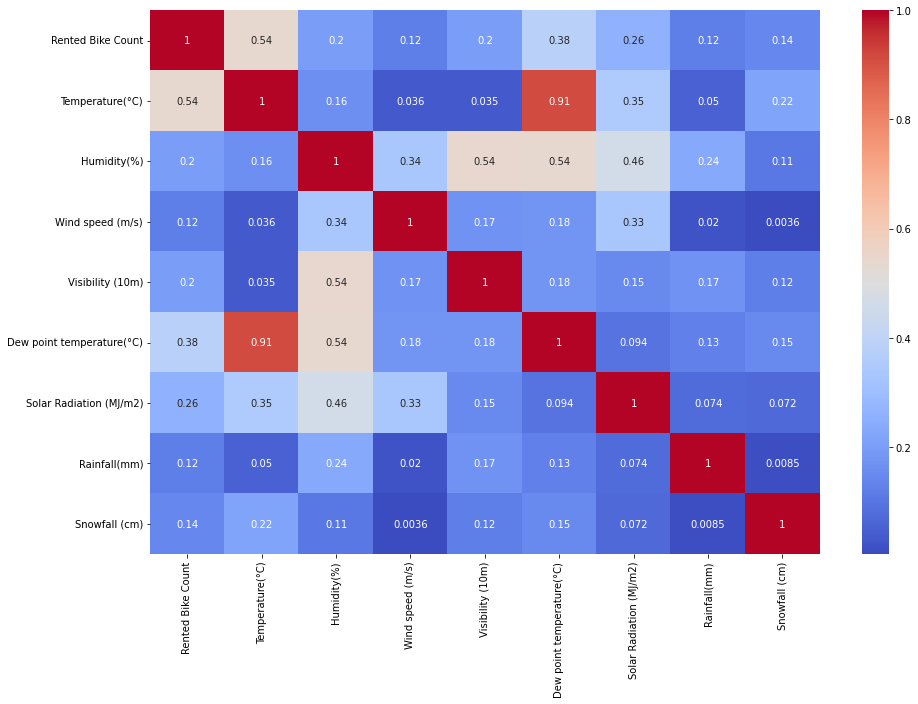 Rented Bike Count 1 0.54 0.2 0.12 0.2 0.38 0.26 0.12 0.14
Temperature(°C) 0.54 1 0.16 0.036 0.035 0.91 0.35 0.05 0.22
Humidity(%) 0.2 0.16 1 0.34 0.54 0.54 0.46 0.24 0.11
Wind speed (m/s) 0.12 0.036 0.34 1 0.17 0.18 0.33 0.02 0.0036
Visibility (10m) 0.2 0.035 0.54 0.17 1 0.18 0.15 0.17 0.12
Dew point temperature(°C) 0.38 0.91 0.54 0.18 0.18 1 0.094 0.13 0.15
Solar Radiation (MJ/m2) 0.26 0.35 0.46 0.33 0.15 0.094 1 0.074 0.072
Rainfall(mm) 0.12 0.05 0.24 0.02 0.17 0.13 0.074 1 0.0085
Snowfall (cm) 0.14 0.22 0.11 0.0036 0.12 0.15 0.072 0.0085 1
Rented Bike Count
Temperature(°C)
Humidity(%)
Wind speed (m/s)
Visibility (10m)
Dew point temperature(°C)
Solar Radiation (MJ/m2)
Rainfall(mm)
Snowfall (cm)
1.0
0.8
0.6
0.4
0.2